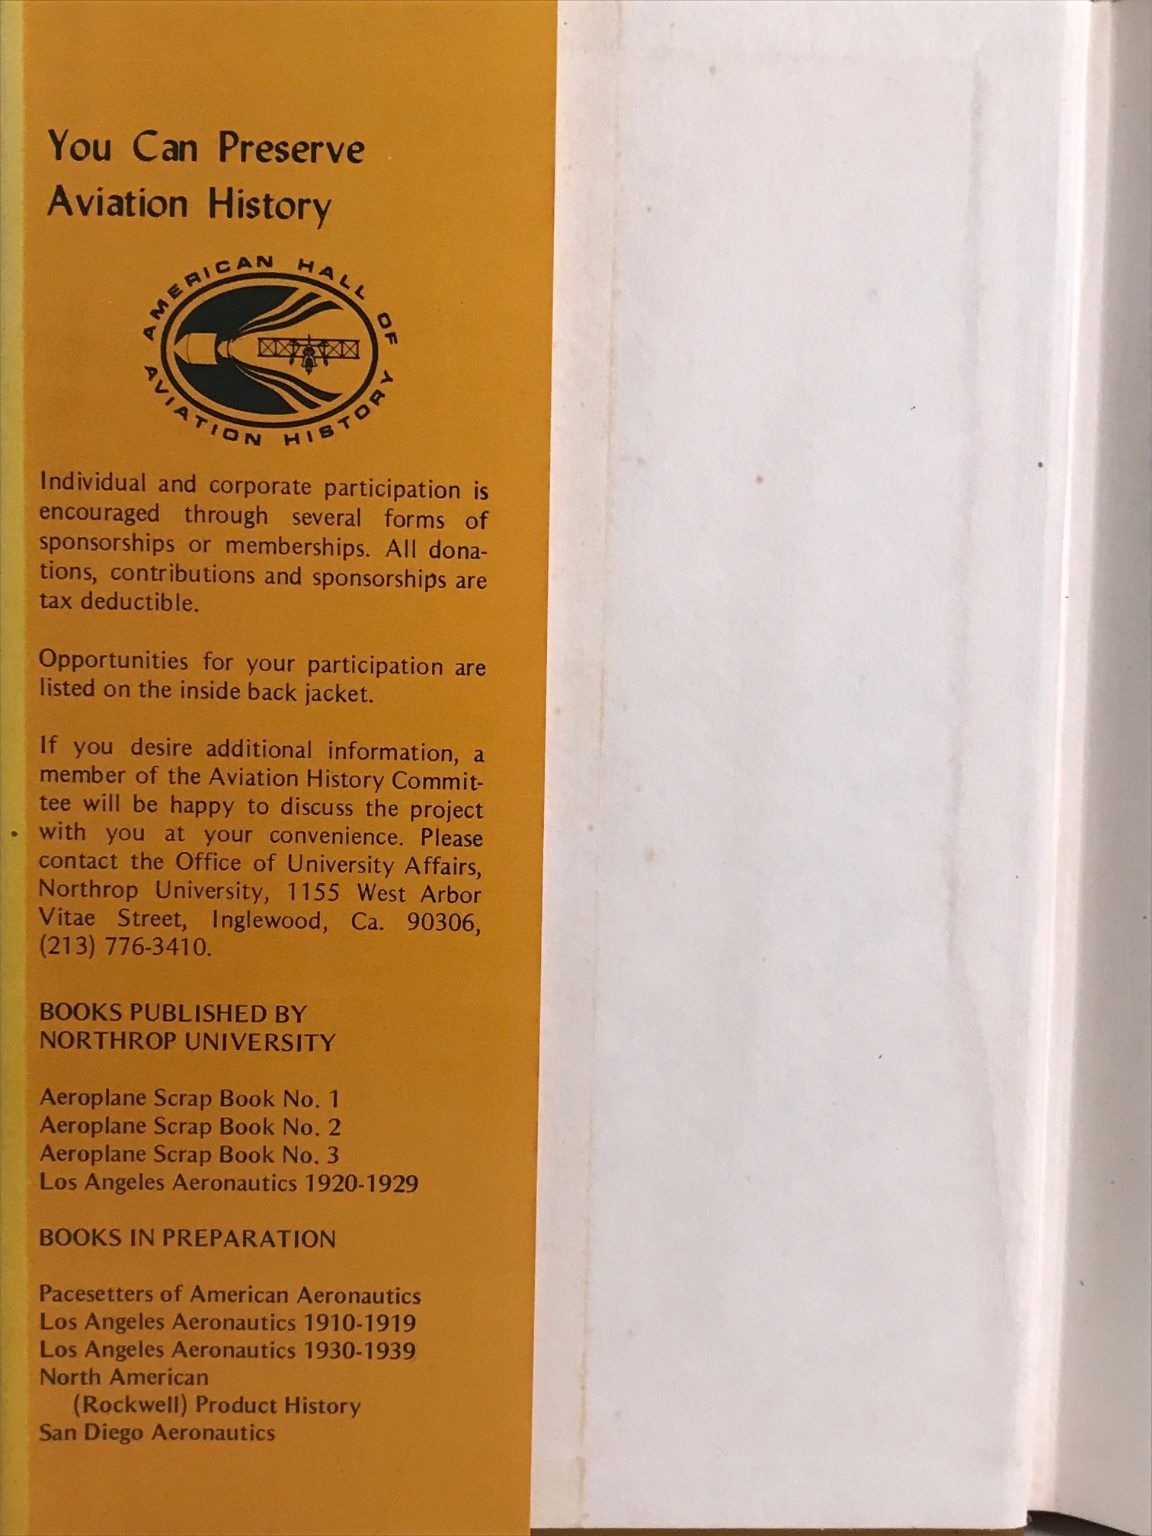 You Can Preserve
Aviation History
AMERICAN HALL OF
AVIATION HISTORY
Individual and corporate participation is
encouraged through several forms of
sponsorships or memberships. All dona-
tions, contributions and sponsorships are
tax deductible.
Opportunities for your participation are
listed on the inside back jacket.
If you desire additional information, a
member of the Aviation History Commit-
tee will be happy to discuss the project
with you at your convenience. Please
contact the Office of University Affairs,
Northrop University, 1155 West Arbor
Vitae Street, Inglewood, Ca. 90306,
(213) 776-3410.
BOOKS PUBLISHED BY
NORTHROP UNIVERSITY
Aeroplane Scrap Book No. 1
Aeroplane Scrap Book No. 2
Aeroplane Scrap Book No. 3
Los Angeles Aeronautics 1920-1929
BOOKS IN PREPARATION
Pacesetters of American Aeronautics
Los Angeles Aeronautics 1910-1919
Los Angeles Aeronautics 1930-1939
North American
(Rockwell) Product History
San Diego Aeronautics